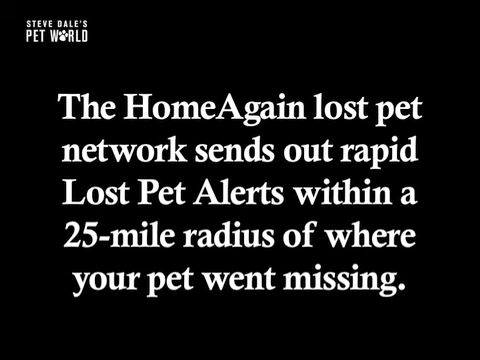 STEVE DALE'S
PET WORLD
The HomeAgain lost pet
network sends out rapid
Lost Pet Alerts within a
25-mile radius of where
your pet went missing.